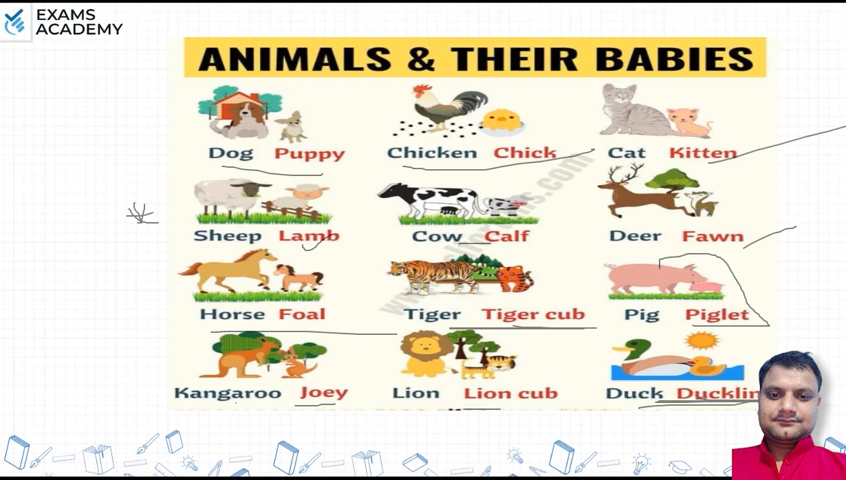 EXAMS
ACADEMY
ANIMALS & THEIR BABIES
Dog Puppy Chicken Chick Cat Kitten
Sheep Lamb Cow Calf Deer Fawn
Horse Foal Tiger Tiger cub Pig Piglet
Kangaroo Joey Lion Lion cub Duck Ducklin